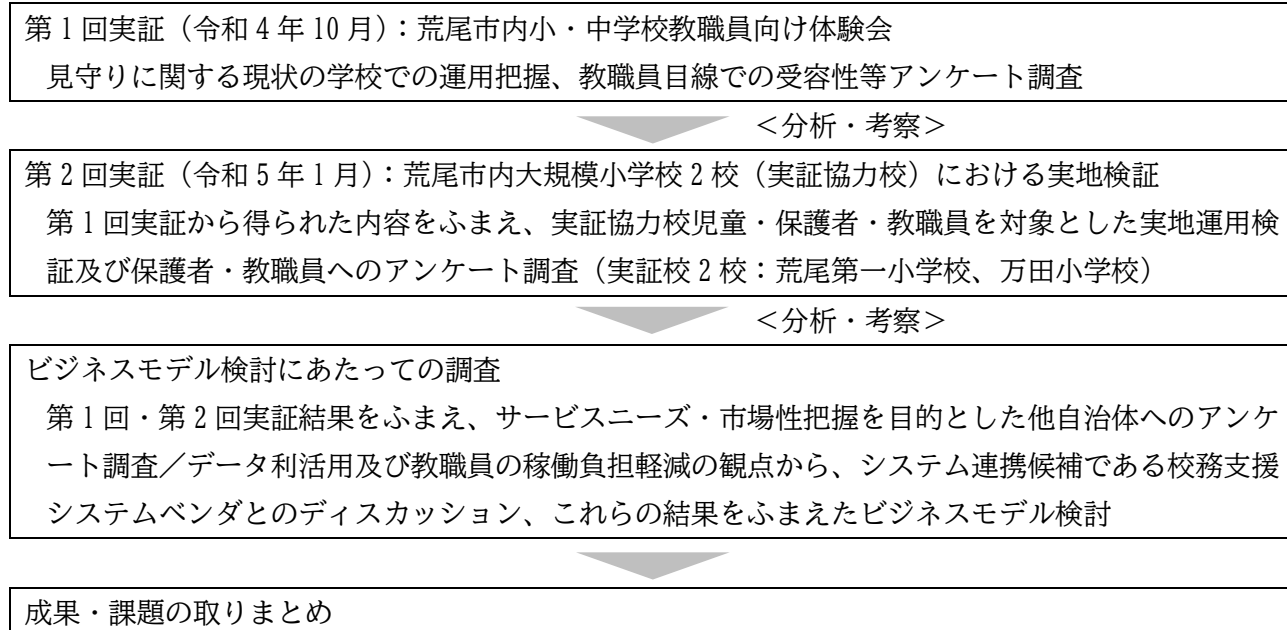 第1回実証（令和4年10月）：荒尾市内小・中学校教職員向け体験会
見守りに関する現状の学校での運用把握、教職員目線での受容性等アンケート調査
＜分析・考察＞
第2回実証（令和5年1月）：荒尾市内大規模小学校2校（実証協力校）における実地検証
第1回実証から得られた内容をふまえ、実証協力校児童・保護者・教職員を対象とした実地運用検
証及び保護者・教職員へのアンケート調査（実証校2校：荒尾第一小学校、万田小学校）
＜分析・考察＞
ビジネスモデル検討にあたっての調査
第1回・第2回実証結果をふまえ、サービスニーズ・市場性把握を目的とした他自治体へのアンケ
ート調査／データ利活用及び教職員の稼働負担軽減の観点から、システム連携候補である校務支援
システムベンダとのディスカッション、これらの結果をふまえたビジネスモデル検討
成果・課題の取りまとめ